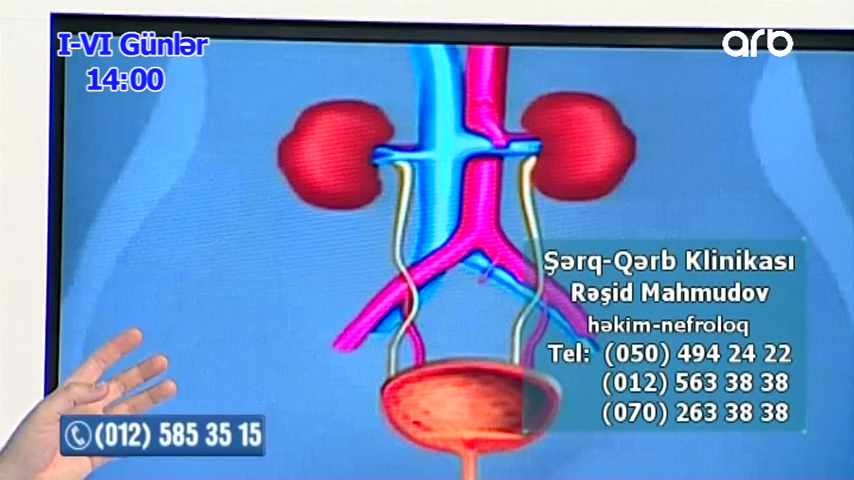 I-VI Günlər
14:00
arb
Şərq-Qərb Klinikası
Rəşid Mahmudov
həkim-nefroloq
Tel: (050) 494 24 22
(012) 563 38 38
(070) 263 38 38
(012) 585 35 15